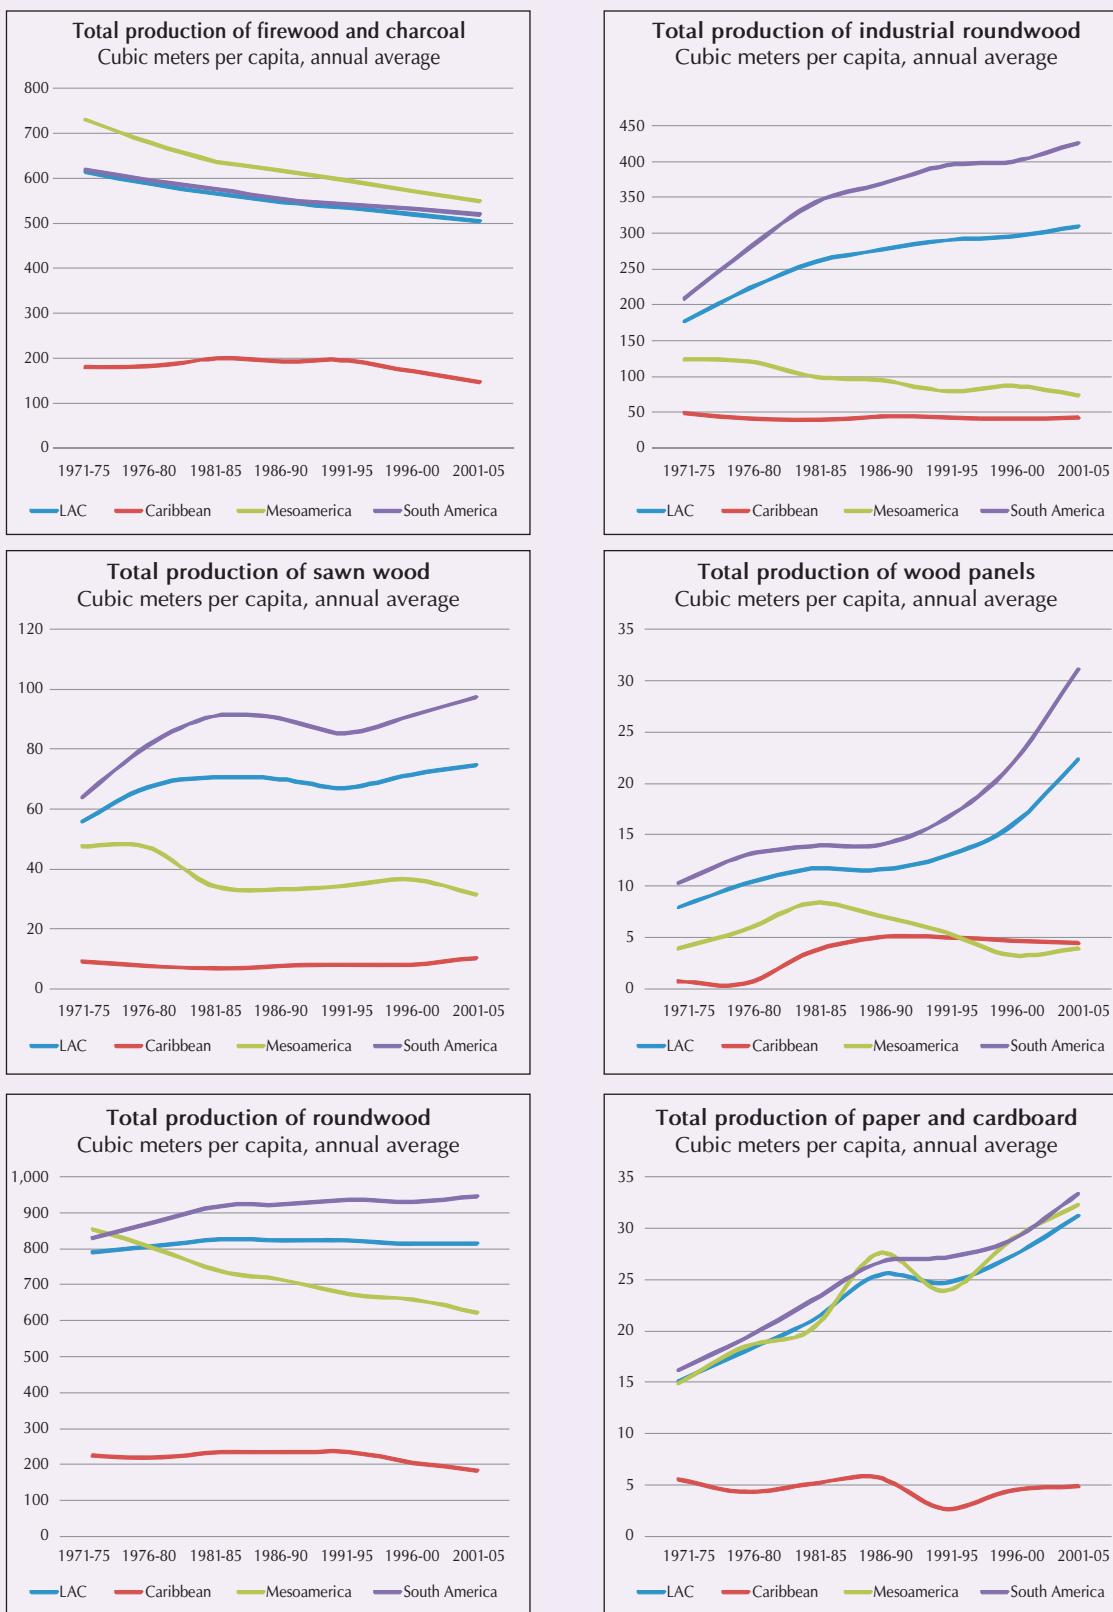 Total production of firewood and charcoal
Cubic meters per capita, annual average
800
700
600
500
400
300
200
100
0
1971-75 1976-80 1981-85 1986-90 1991-95 1996-00 2001-05
LAC Caribbean Mesoamerica South America
Total production of industrial roundwood
Cubic meters per capita, annual average
450
400
350
300
250
200
150
100
50
0
1971-75 1976-80 1981-85 1986-90 1991-95 1996-00 2001-05
LAC Caribbean Mesoamerica South America
Total production of sawn wood
Cubic meters per capita, annual average
120
100
80
60
40
20
0
1971-75 1976-80 1981-85 1986-90 1991-95 1996-00 2001-05
LAC Caribbean Mesoamerica South America
Total production of wood panels
Cubic meters per capita, annual average
35
30
25
20
15
10
5
0
1971-75 1976-80 1981-85 1986-90 1991-95 1996-00 2001-05
LAC Caribbean Mesoamerica South America
Total production of roundwood
Cubic meters per capita, annual average
1,000
900
800
700
600
500
400
300
200
100
0
1971-75 1976-80 1981-85 1986-90 1991-95 1996-00 2001-05
LAC Caribbean Mesoamerica South America
Total production of paper and cardboard
Cubic meters per capita, annual average
35
30
25
20
15
10
5
0
1971-75 1976-80 1981-85 1986-90 1991-95 1996-00 2001-05
LAC Caribbean Mesoamerica South America